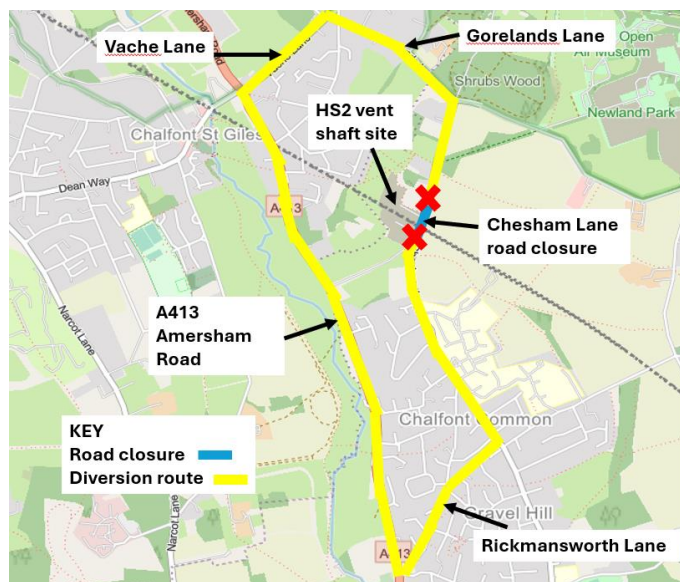 Vache Lane
Gorelands Lane
Open
Air Museum
Shrubs Wood
Newland Park
HS2 vent
shaft site
Chalfont St Giles
Dean Way
A413
Chesham Lane
road closure
A413
Amersham
Road
Narcot Lane
Chalfont Common
KEY
Road closure
Diversion route
Gravel Hill
Narcot Lane
A413
Rickmansworth Lane